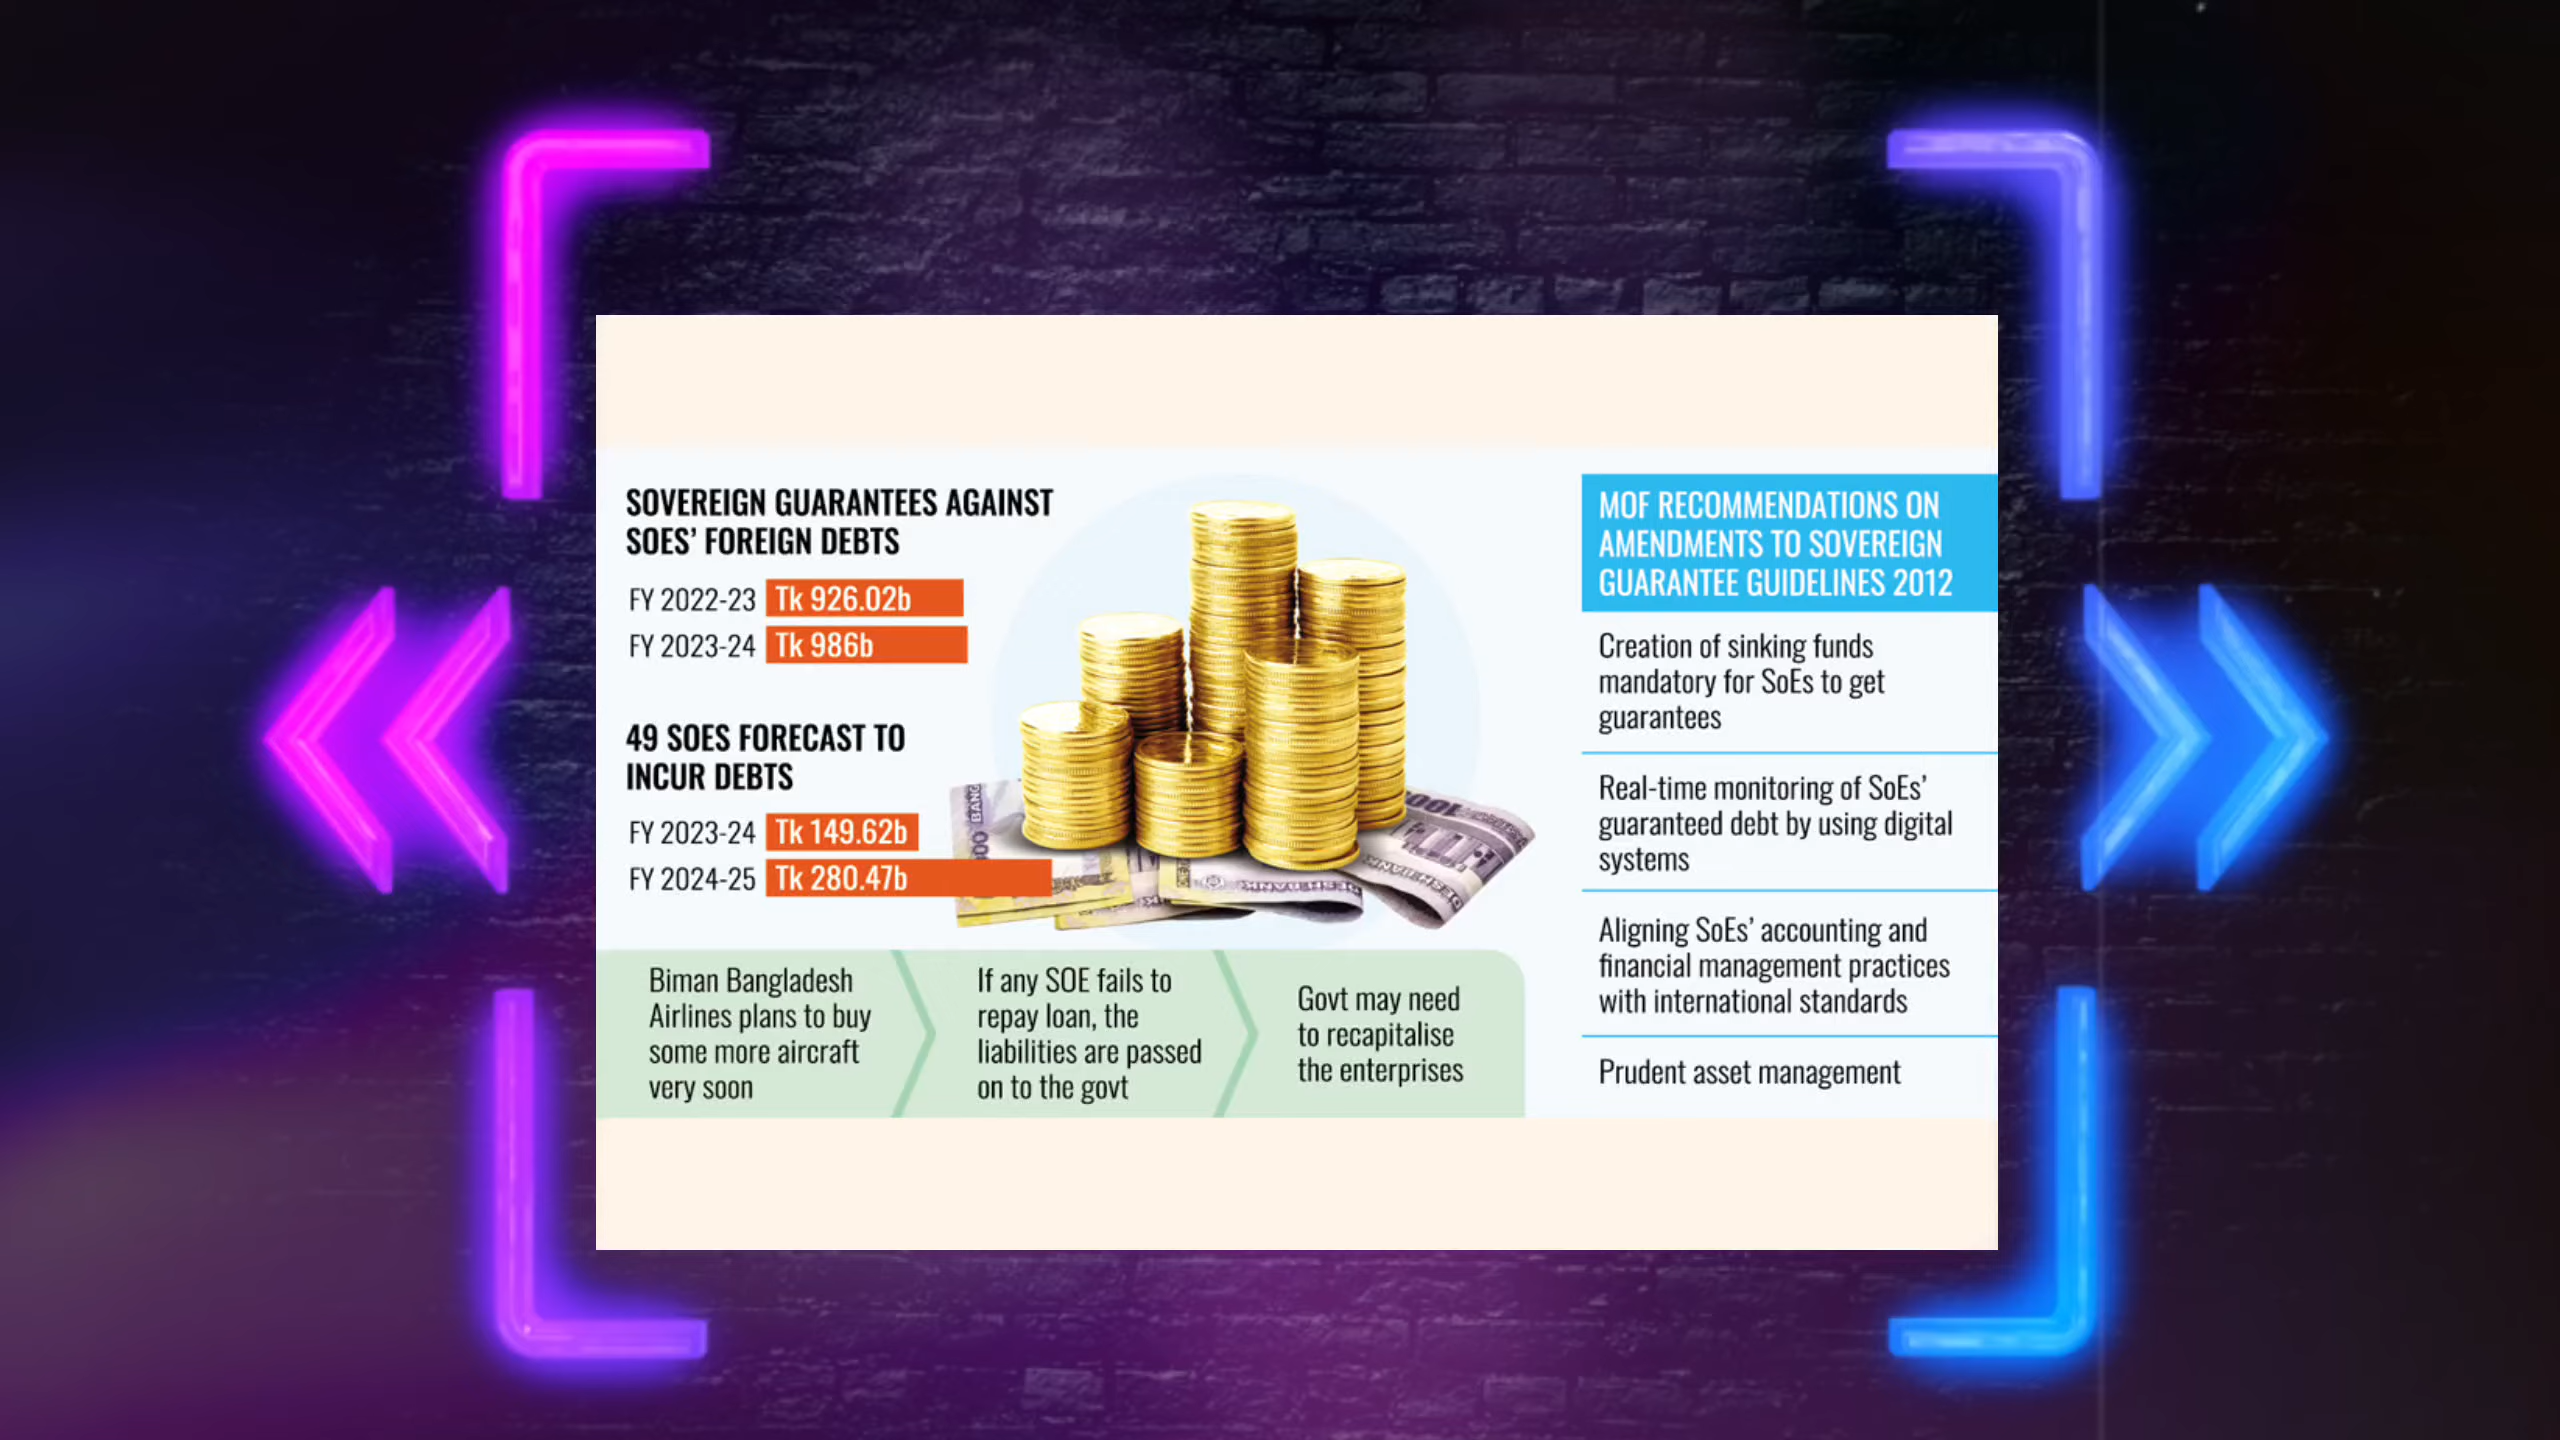 SOVEREIGN GUARANTEES AGAINST
SOES' FOREIGN DEBTS
FY 2022-23 Tk 926.02b
FY 2023-24 Tk 986b
49 SOES FORECAST TO
INCUR DEBTS
FY 2023-24 Tk 149.62b
FY 2024-25 Tk 280.47b
Biman Bangladesh
Airlines plans to buy
some more aircraft
very soon
If any SOE fails to
repay loan, the
liabilities are passed
on to the govt
Govt may need
to recapitalise
the enterprises
MOF RECOMMENDATIONS ON
AMENDMENTS TO SOVEREIGN
GUARANTEE GUIDELINES 2012
Creation of sinking funds
mandatory for SoEs to get
guarantees
Real-time monitoring of SoEs'
guaranteed debt by using digital
systems
Aligning SoEs' accounting and
financial management practices
with international standards
Prudent asset management